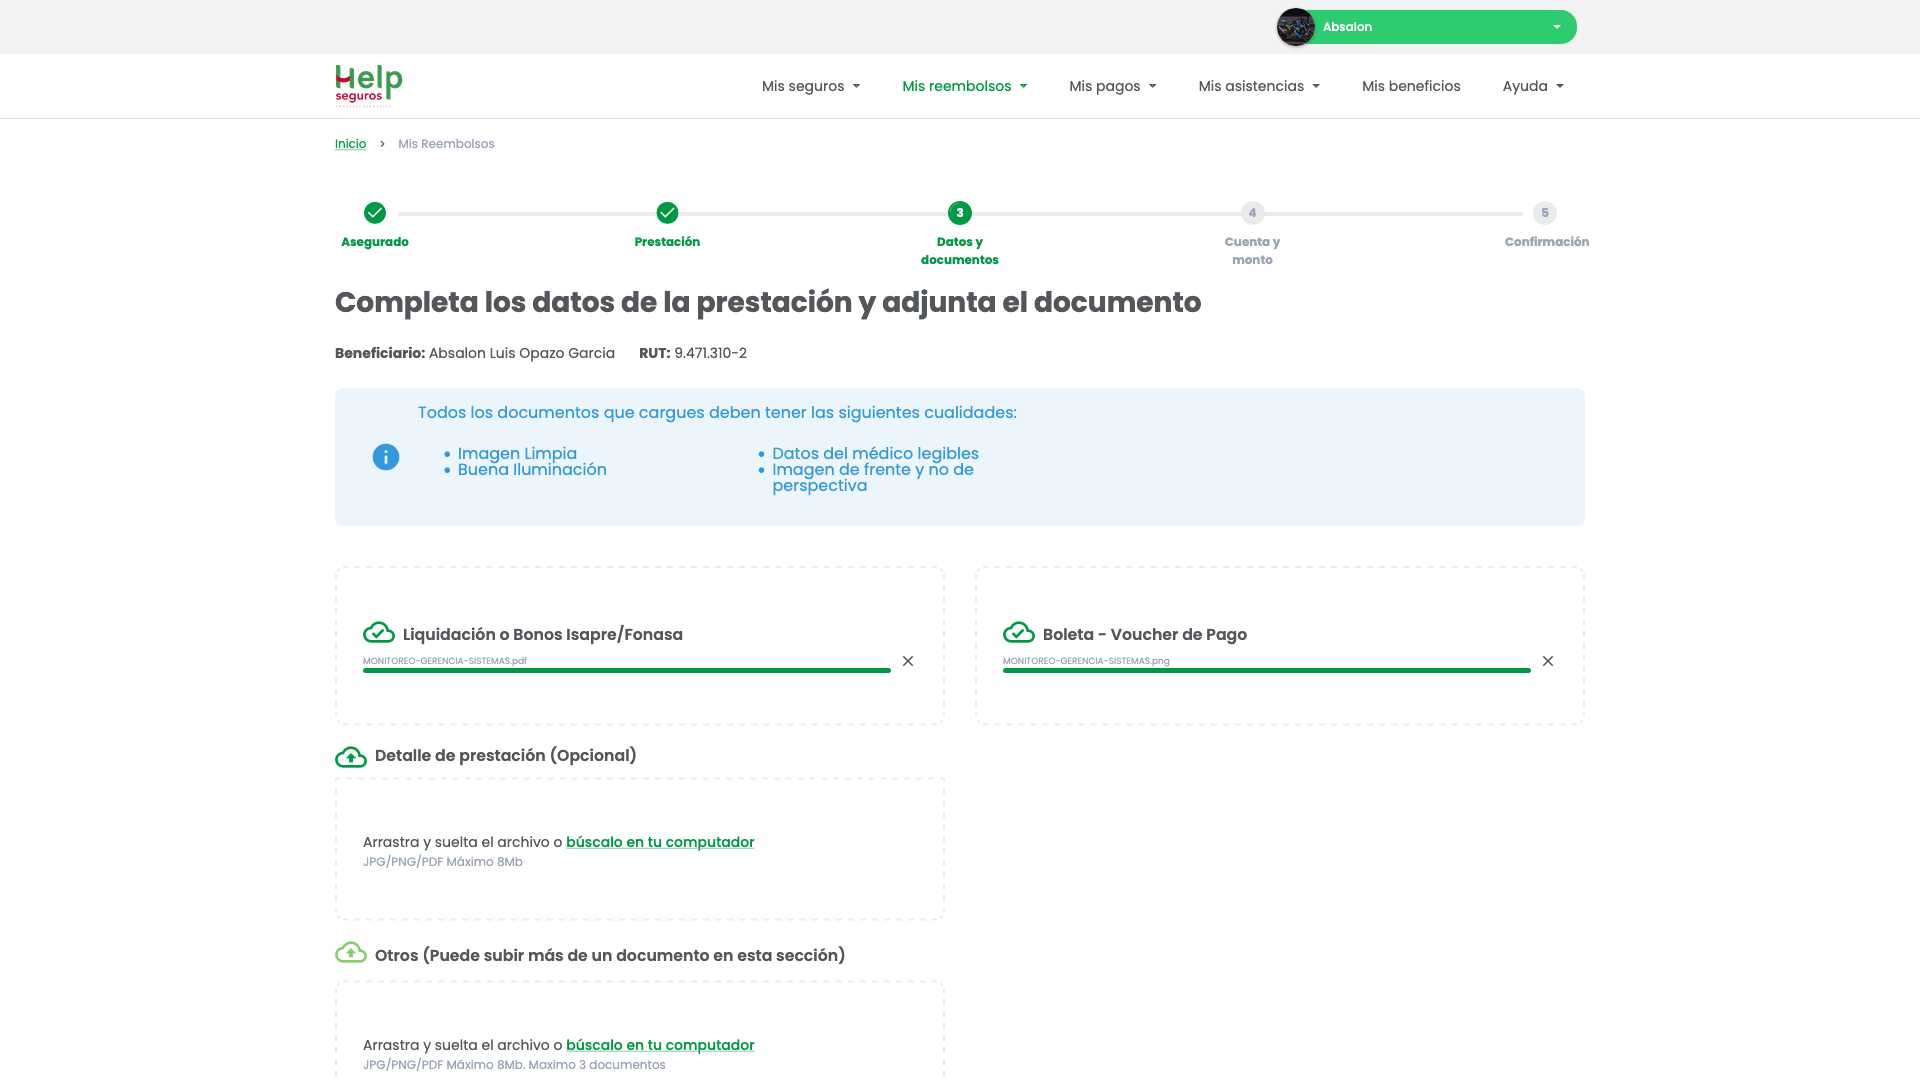 Absalon
Help
seguros
Mis seguros
Mis reembolsos
Mis pagos
Mis asistencias
Mis beneficios
Ayuda
Inicio > Mis Reembolsos
3
4
5
Asegurado
Prestación
Datos y
documentos
Cuenta y
monto
Confirmación
Completa los datos de la prestación y adjunta el documento
Beneficiario: Absalon Luis Opazo Garcia RUT: 9.471.310-2
Todos los documentos que cargues deben tener las siguientes cualidades:
• Imagen Limpia
• Buena Iluminación
• Datos del médico legibles
• Imagen de frente y no de
perspectiva
Liquidación o Bonos Isapre/Fonasa
MONITOREO-GERENCIA-SISTEMAS.pdf
Boleta - Voucher de Pago
MONITOREO-GERENCIA-SISTEMAS.png
Detalle de prestación (Opcional)
Arrastra y suelta el archivo o búscalo en tu computador
JPG/PNG/PDF Máximo 8Mb
Otros (Puede subir más de un documento en esta sección)
Arrastra y suelta el archivo o búscalo en tu computador
JPG/PNG/PDF Máximo 8Mb. Maximo 3 documentos